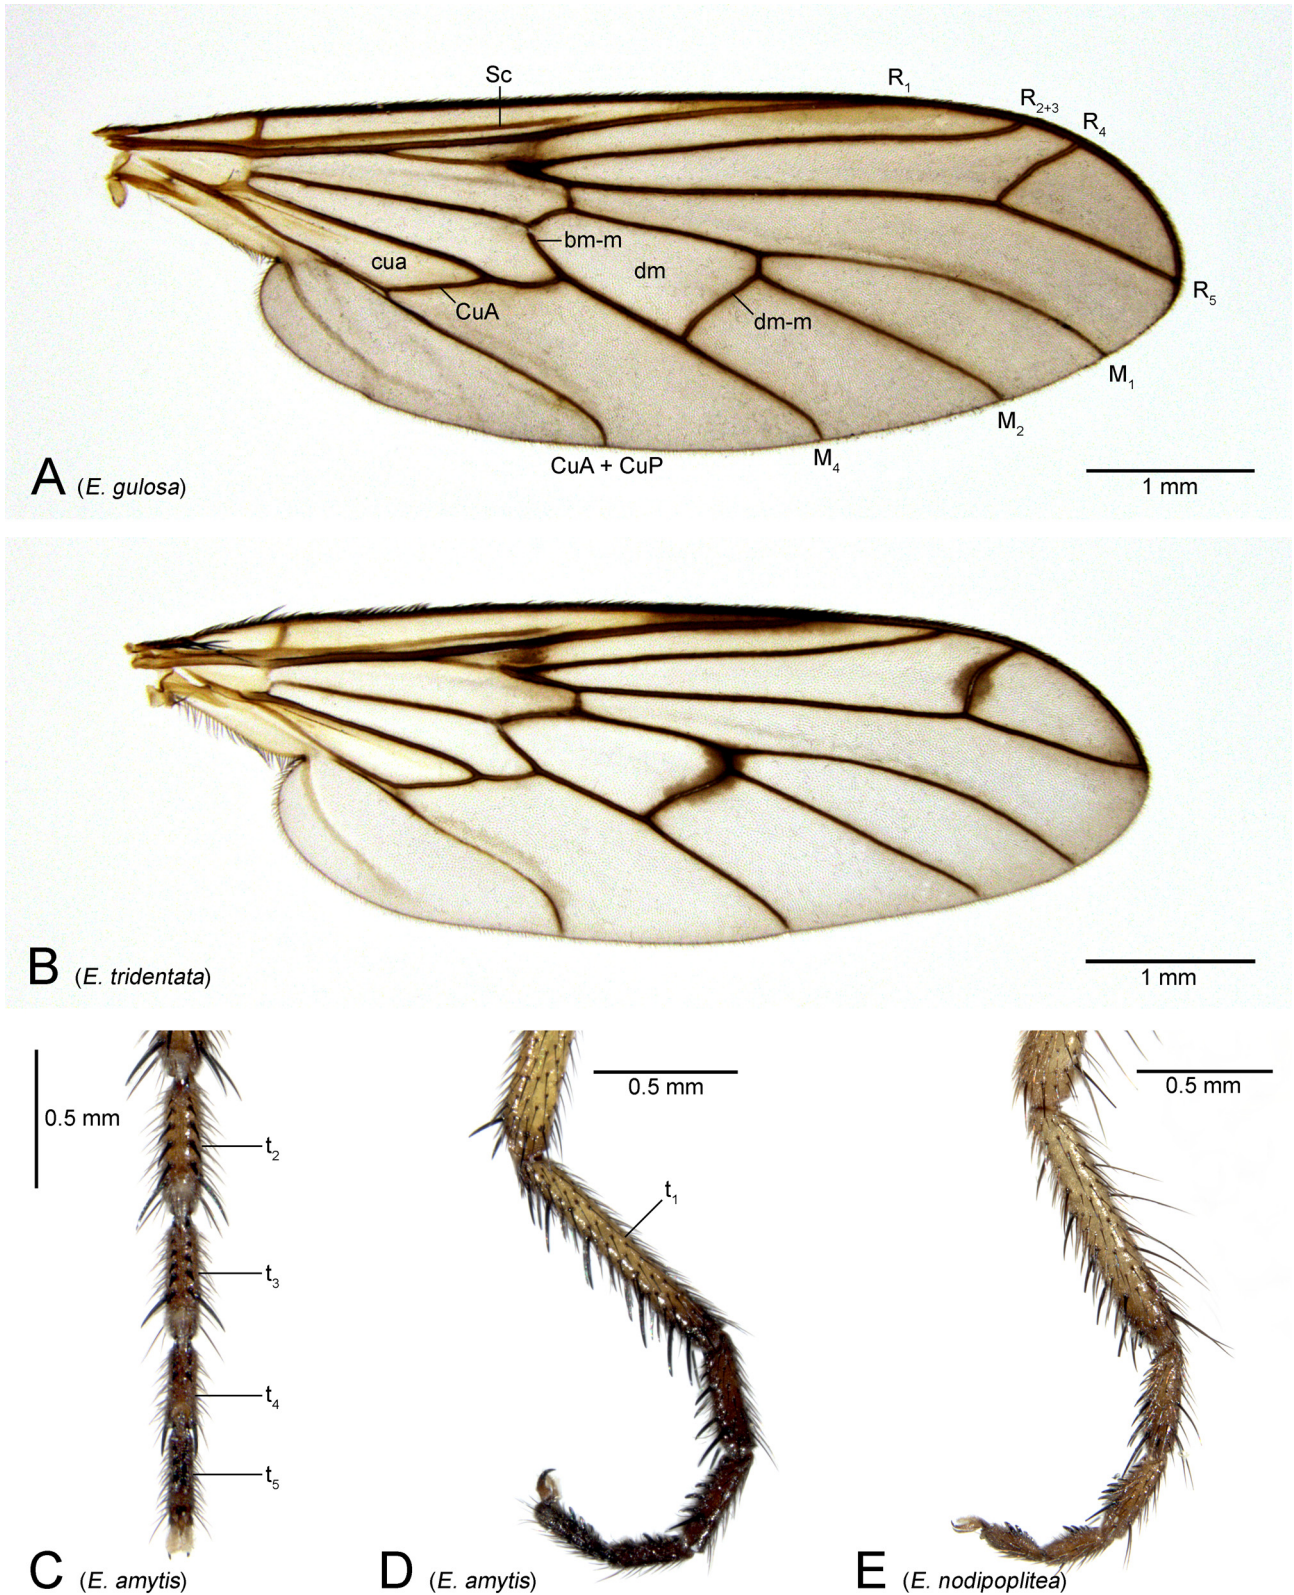 Sc
R1
R2+3
R4
bm-m
cua
dm
CuA
dm-m
R5
M1
M2
M4
CuA + CuP
A (E. gulosa)
1 mm
B (E. tridentata)
1 mm
0.5 mm
t2
t3
t4
t5
C (E. amytis)
0.5 mm
t1
D (E. amytis)
0.5 mm
E (E. nodipoplitea)